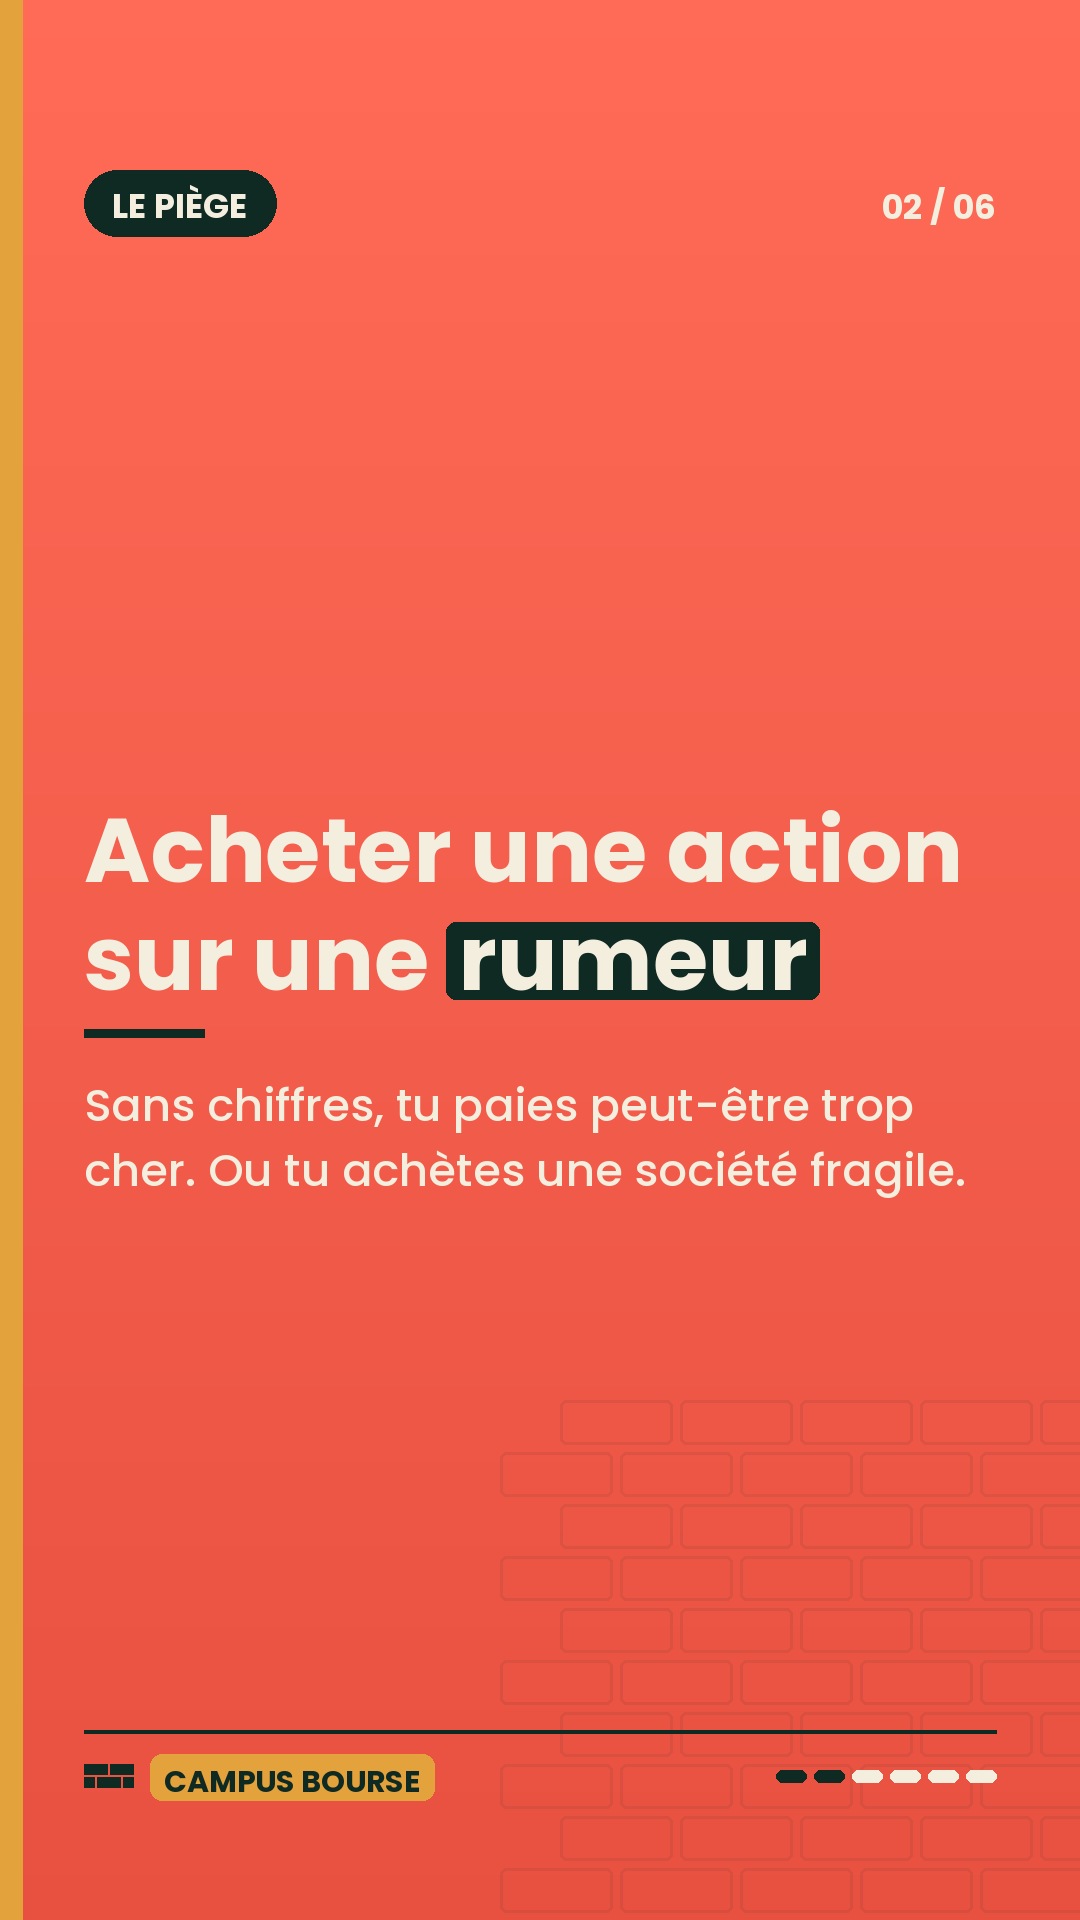 LE PIÈGE
02 / 06
Acheter une action
sur une rumeur
Sans chiffres, tu paies peut-être trop
cher. Ou tu achètes une société fragile.
CAMPUS BOURSE